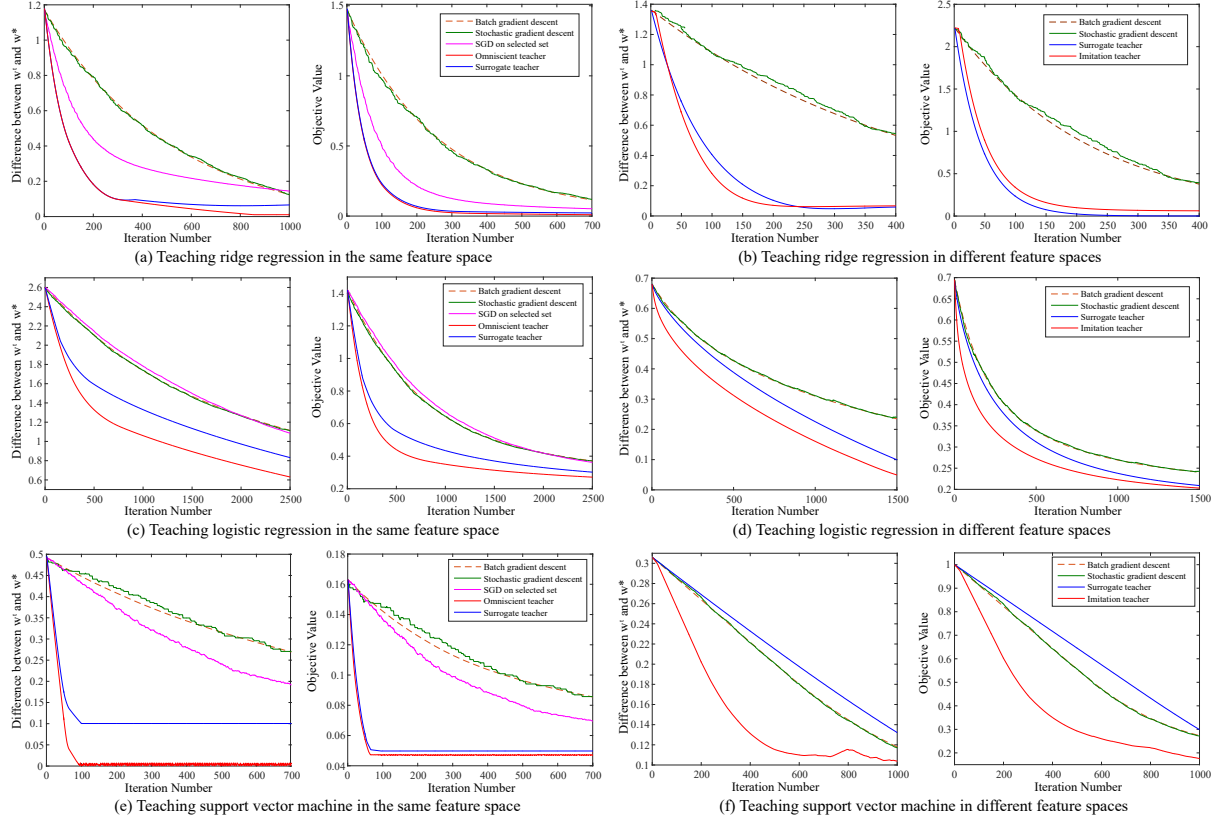 Difference between wᵗ and w*
1.2
1
0.8
0.6
0.4
0.2
0
0 200 400 600 800 1000
Iteration Number
Batch gradient descent
Stochastic gradient descent
SGD on selected set
Omniscient teacher
Surrogate teacher
Objective Value
1.5
1
0.5
0
0 100 200 300 400 500 600 700
Iteration Number
(a) Teaching ridge regression in the same feature space
Difference between wᵗ and w*
1.4
1.2
1
0.8
0.6
0.4
0.2
0
0 50 100 150 200 250 300 350 400
Iteration Number
Objective Value
2.5
2.0
1.5
1
0.5
0
0 50 100 150 200 250 300 350 400
Iteration Number
Batch gradient descent
Stochastic gradient descent
Surrogate teacher
Imitation teacher
(b) Teaching ridge regression in different feature spaces
Difference between wᵗ and w*
2.6
2.4
2.2
2.0
1.8
1.6
1.4
1.2
1
0.8
0.6
0 500 1000 1500 2000 2500
Iteration Number
Objective Value
1.4
1.2
1
0.8
0.6
0.4
0.2
0 500 1000 1500 2000 2500
Iteration Number
Batch gradient descent
Stochastic gradient descent
SGD on selected set
Omniscient teacher
Surrogate teacher
(c) Teaching logistic regression in the same feature space
Difference between wᵗ and w*
0.7
0.6
0.5
0.4
0.3
0.2
0.1
0
0 500 1000 1500
Iteration Number
Objective Value
0.7
0.65
0.6
0.55
0.5
0.45
0.4
0.35
0.3
0.25
0.2
0 500 1000 1500
Iteration Number
Batch gradient descent
Stochastic gradient descent
Surrogate teacher
Imitation teacher
(d) Teaching logistic regression in different feature spaces
Difference between wᵗ and w*
0.5
0.45
0.4
0.35
0.3
0.25
0.2
0.15
0.1
0.05
0
0 100 200 300 400 500 600 700
Iteration Number
Objective Value
0.18
0.16
0.14
0.12
0.1
0.08
0.06
0.04
0 100 200 300 400 500 600 700
Iteration Number
Batch gradient descent
Stochastic gradient descent
SGD on selected set
Omniscient teacher
Surrogate teacher
(e) Teaching support vector machine in the same feature space
Difference between wᵗ and w*
0.3
0.28
0.26
0.24
0.22
0.20
0.18
0.16
0.14
0.12
0.1
0 200 400 600 800 1000
Iteration Number
Objective Value
1
0.9
0.8
0.7
0.6
0.5
0.4
0.3
0.2
0 200 400 600 800 1000
Iteration Number
Batch gradient descent
Stochastic gradient descent
Surrogate teacher
Imitation teacher
(f) Teaching support vector machine in different feature spaces